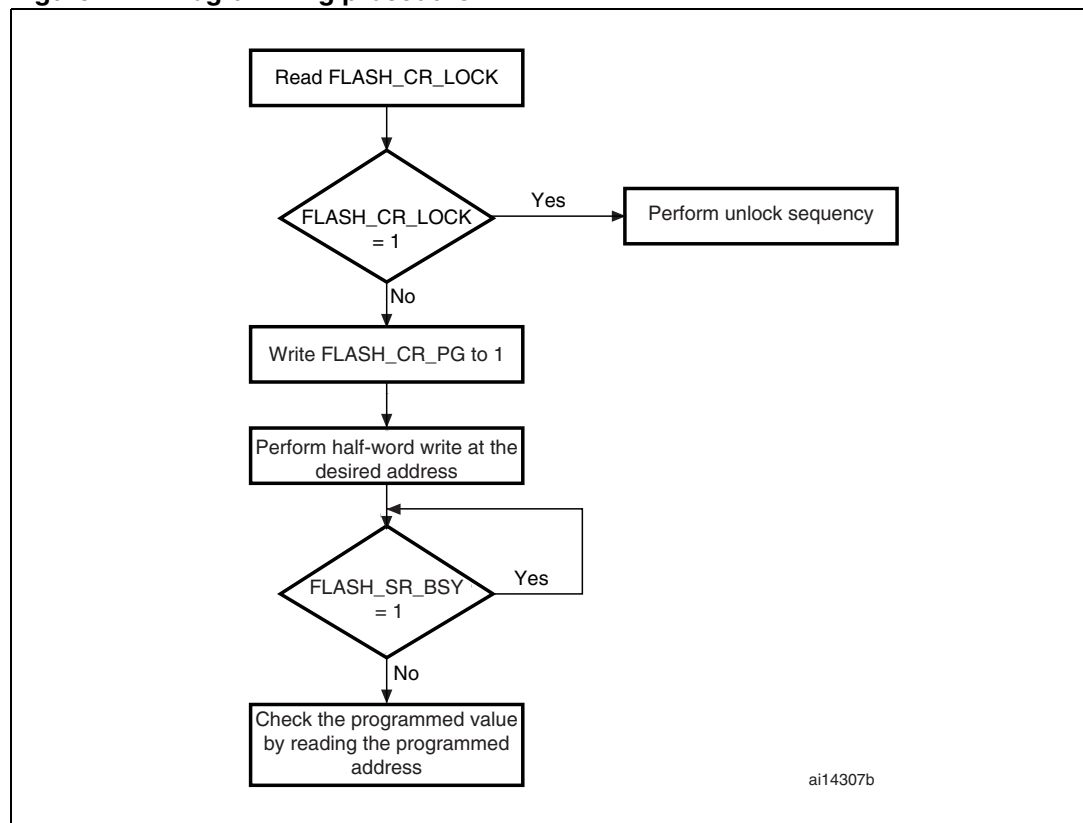 Read FLASH_CR_LOCK
FLASH_CR_LOCK
= 1
Yes
Perform unlock sequency
No
Write FLASH_CR_PG to 1
Perform half-word write at the
desired address
FLASH_SR_BSY
= 1
Yes
No
Check the programmed value
by reading the programmed
address
ai14307b